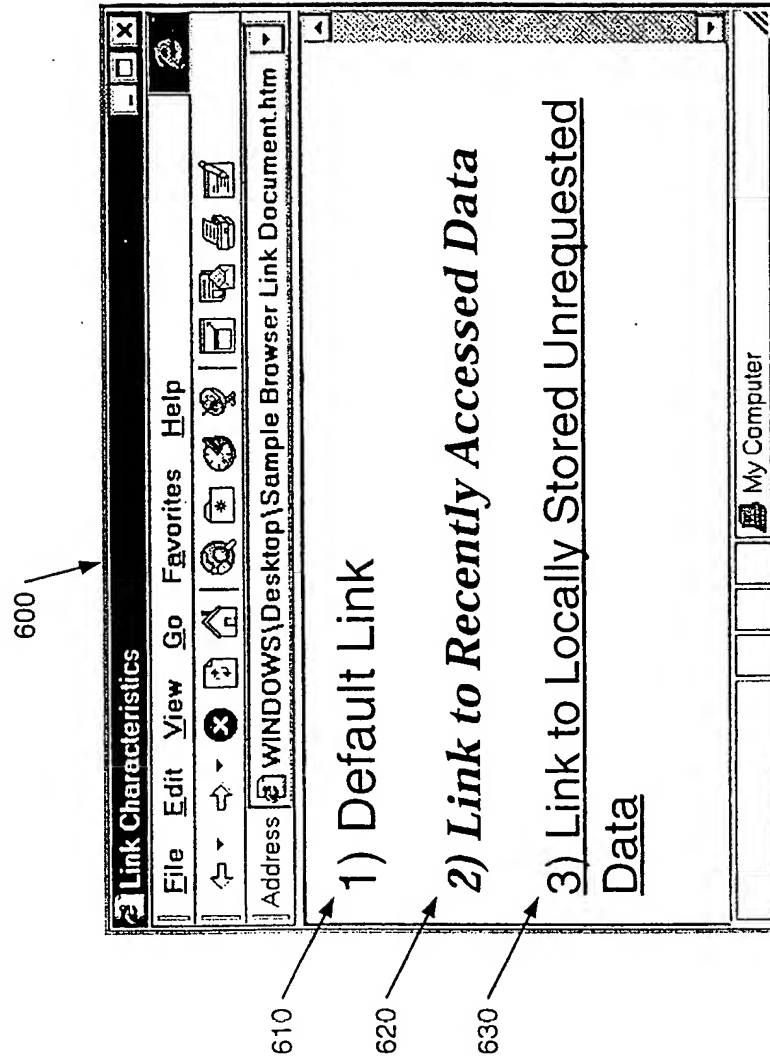 600
Link Characteristics
File Edit View Go Favorites Help
Address WINDOWS\Desktop\Sample Browser Link Document.htm
610
1) Default Link
620
2) Link to Recently Accessed Data
630
3) Link to Locally Stored Unrequested
Data
My Computer